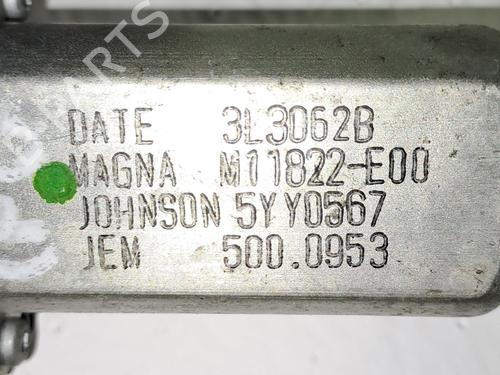 DATE 3L3062B
MAGNA M11822-E00
JOHNSON 5YY0567
JEM 500.0953